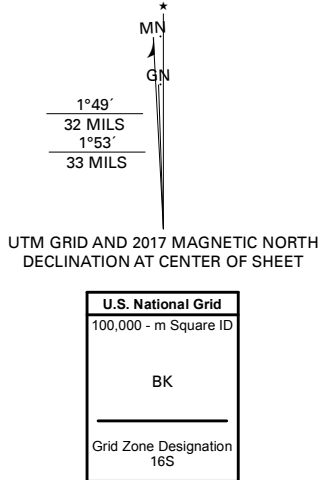 ★
MN
GN
1°49´
32 MILS
1°53´
33 MILS
UTM GRID AND 2017 MAGNETIC NORTH
DECLINATION AT CENTER OF SHEET
U.S. National Grid
100,000 - m Square ID
BK
Grid Zone Designation
16S